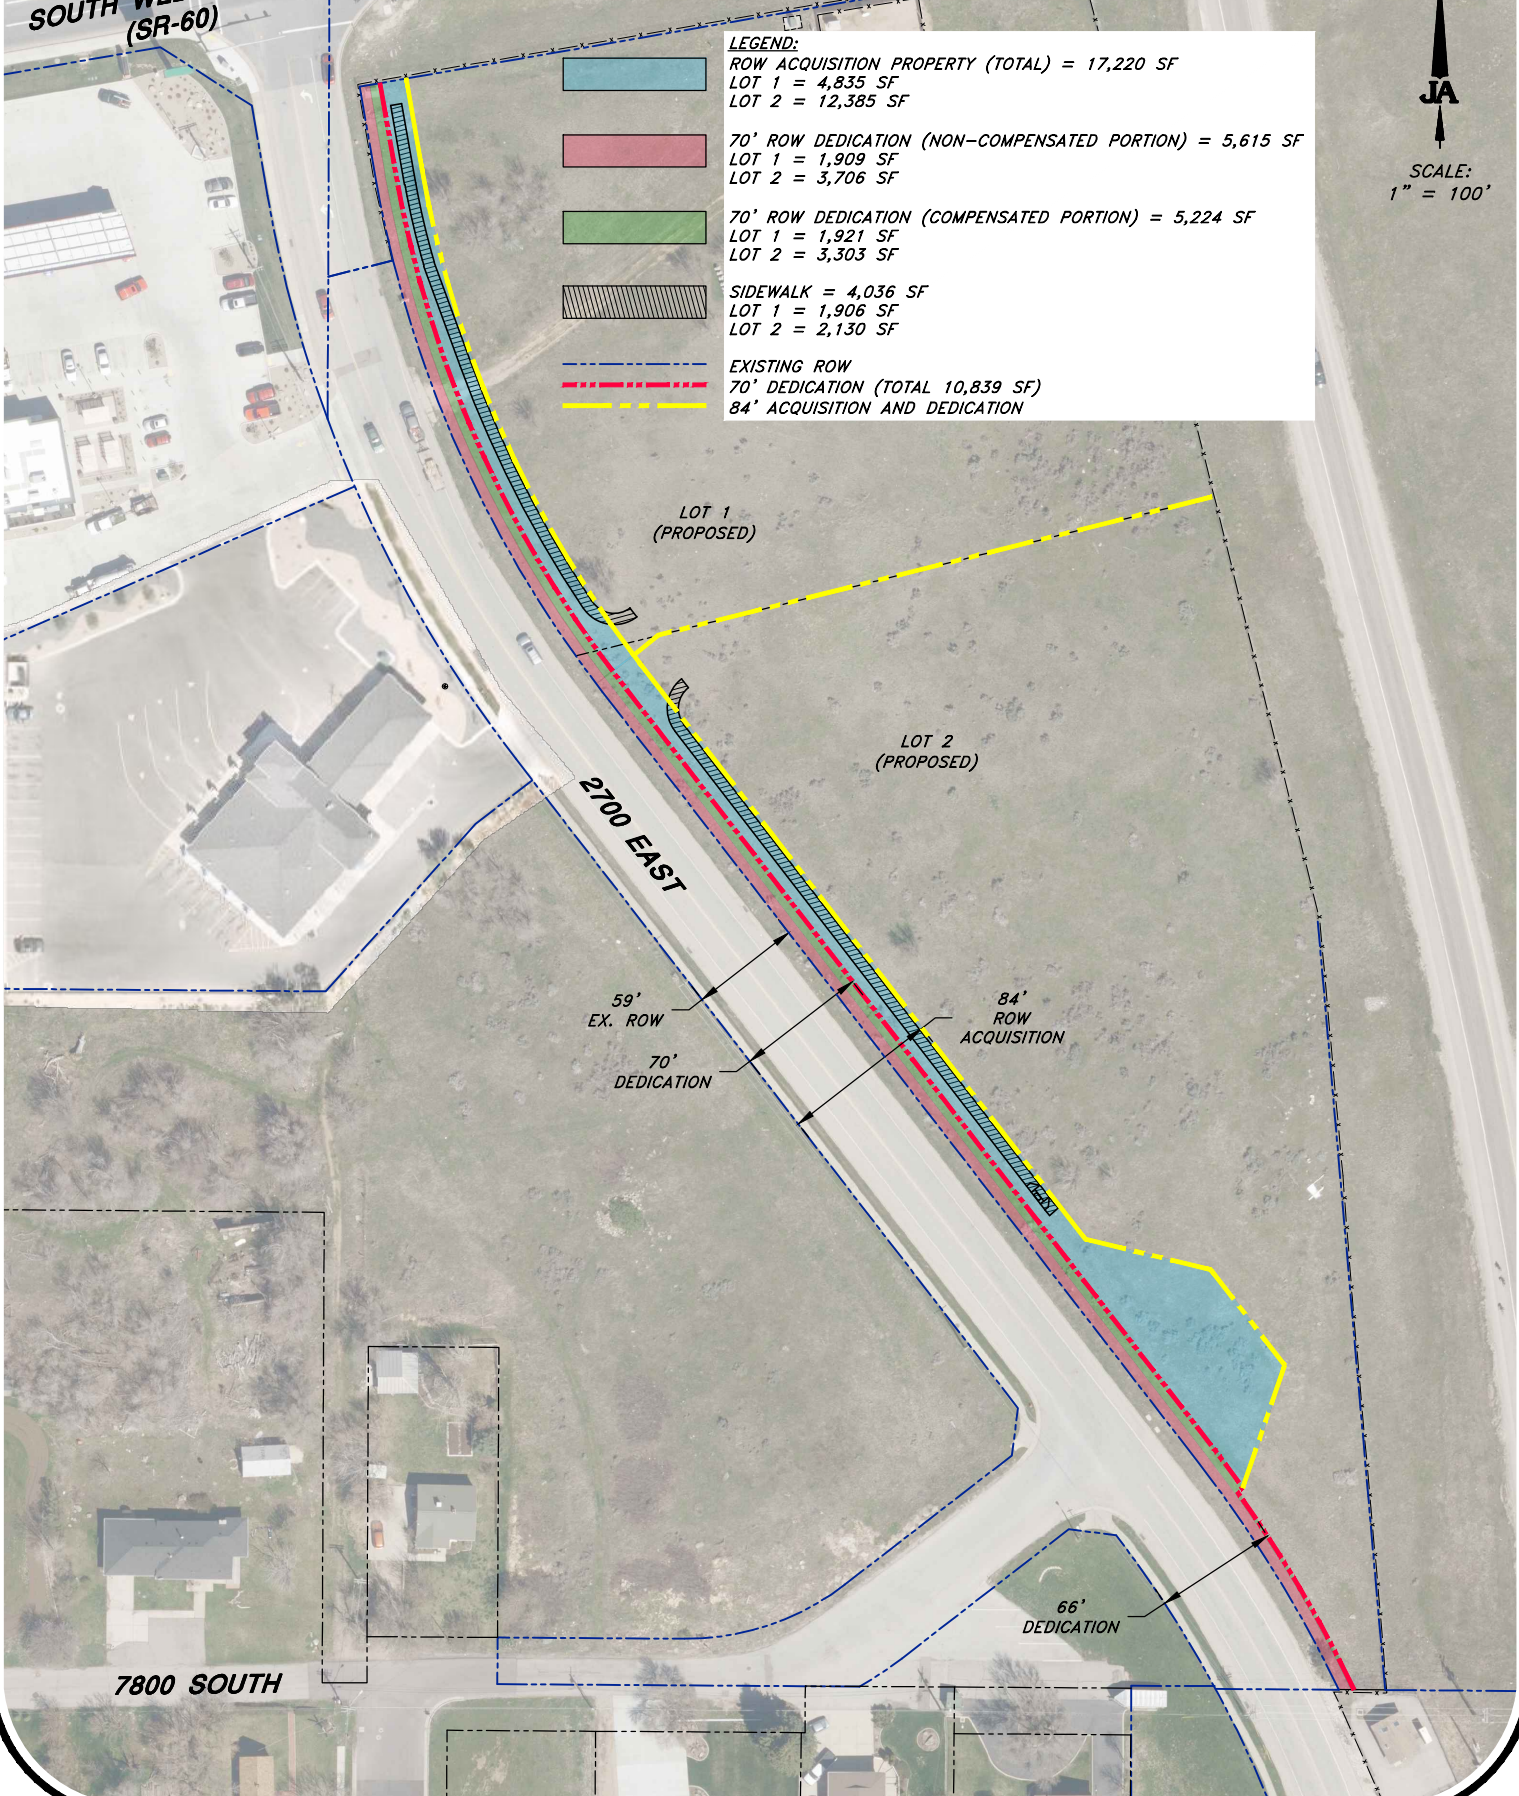 SOUTH
(SR-60)
LEGEND:
ROW ACQUISITION PROPERTY (TOTAL) = 17,220 SF
LOT 1 = 4,835 SF
LOT 2 = 12,385 SF
70' ROW DEDICATION (NON-COMPENSATED PORTION) = 5,615 SF
LOT 1 = 1,909 SF
LOT 2 = 3,706 SF
70' ROW DEDICATION (COMPENSATED PORTION) = 5,224 SF
LOT 1 = 1,921 SF
LOT 2 = 3,303 SF
SIDEWALK = 4,036 SF
LOT 1 = 1,906 SF
LOT 2 = 2,130 SF
EXISTING ROW
70' DEDICATION (TOTAL 10,839 SF)
84' ACQUISITION AND DEDICATION
JA
SCALE:
1" = 100'
LOT 1
(PROPOSED)
LOT 2
(PROPOSED)
2700 EAST
59'
EX. ROW
70'
DEDICATION
84'
ROW
ACQUISITION
66'
DEDICATION
7800 SOUTH